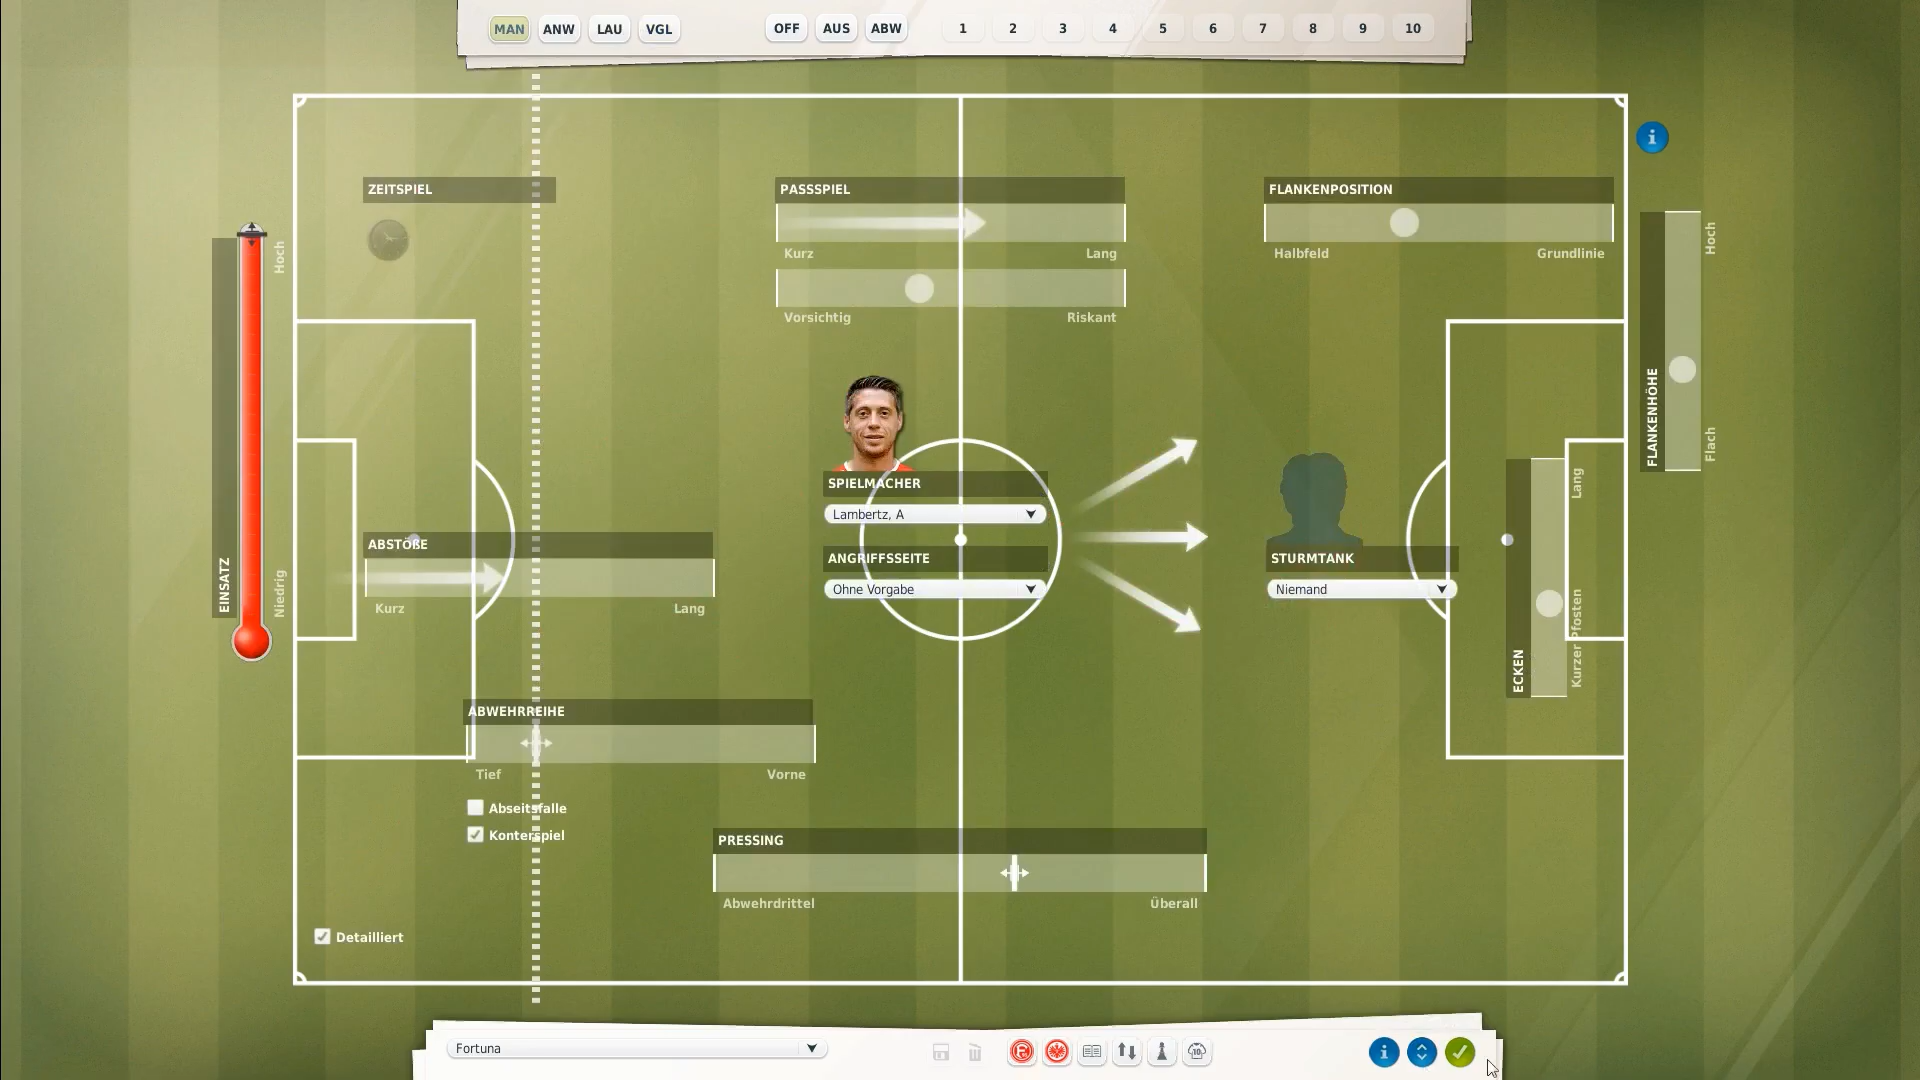 MAN ANW LAU VGL OFF AUS ABW 1 2 3 4 5 6 7 8 9 10
ZEITSPIEL
PASSSPIEL
Kurz Lang
Vorsichtig Riskant
FLANKENPOSITION
Halbfeld Grundlinie
EINSATZ
Hoch
Niedrig
FLANKENHÖHE
Hoch
Flach
SPIELMACHER
Lambertz, A
ANGRIFFSSEITE
Ohne Vorgabe
STURMTANK
Niemand
ABSTÖßE
Kurz Lang
ECKEN
Lang
Kurzer Pfosten
ABWEHRREIHE
Tief Vorne
Abseitsfalle
Konterspiel
PRESSING
Abwehrdrittel Überall
Detailliert
Fortuna
10